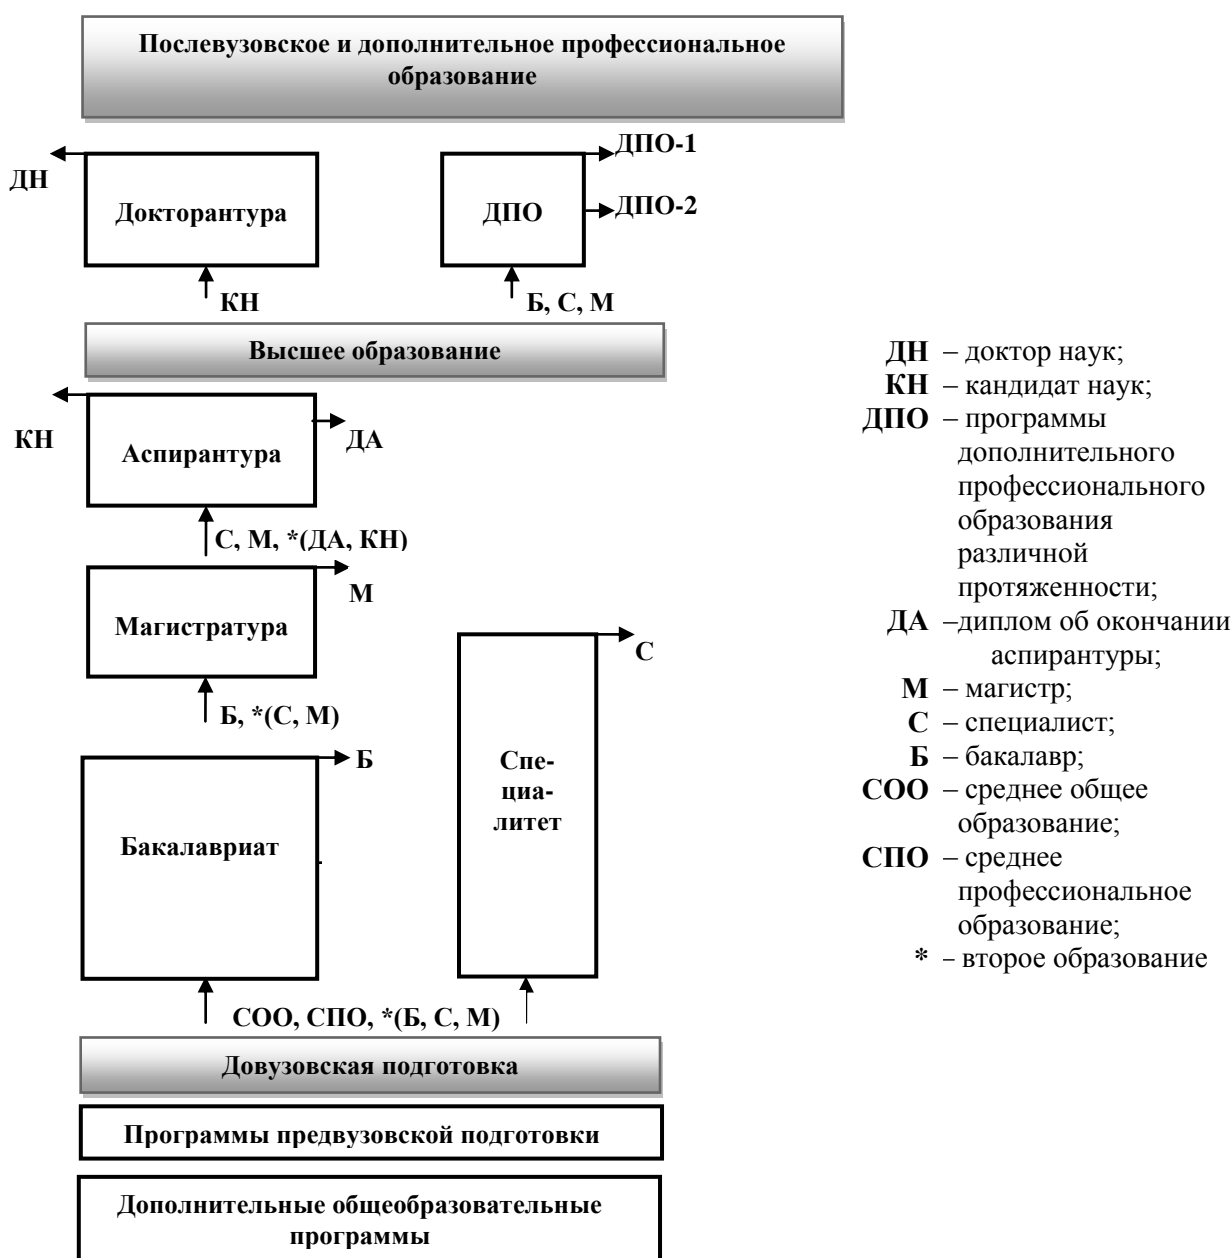 Послевузовское и дополнительное профессиональное
образование
ДПО-1
ДН
Докторантура
ДПО
ДПО-2
КН
Б, С, М
Высшее образование
КН
Аспирантура
ДА
С, М, *(ДА, КН)
М
Магистратура
С
Б, *(С, М)
Б
Бакалавриат
Спе-
циа-
литет
СОО, СПО, *(Б, С, М)
Довузовская подготовка
Программы предвузовской подготовки
Дополнительные общеобразовательные
программы
ДН – доктор наук;
КН – кандидат наук;
ДПО – программы
дополнительного
профессионального
образования
различной
протяженности;
ДА –диплом об окончании
аспирантуры;
М – магистр;
С – специалист;
Б – бакалавр;
СОО – среднее общее
образование;
СПО – среднее
профессиональное
образование;
* – второе образование